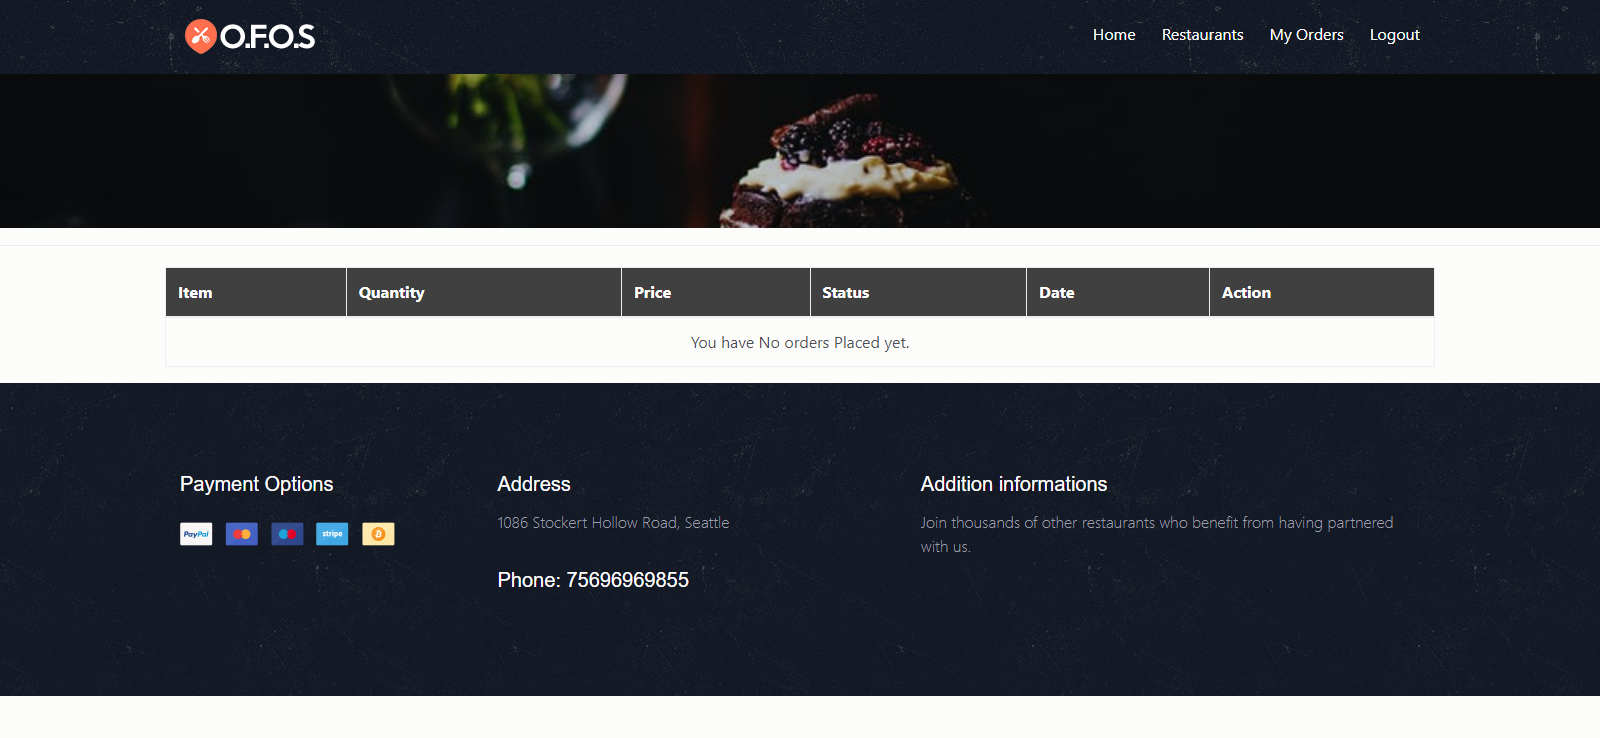 O.F.O.S
Home Restaurants My Orders Logout
Item Quantity Price Status Date Action
You have No orders Placed yet.
Payment Options
PayPal stripe
Address
1086 Stockert Hollow Road, Seattle
Phone: 75696969855
Addition informations
Join thousands of other restaurants who benefit from having partnered
with us.